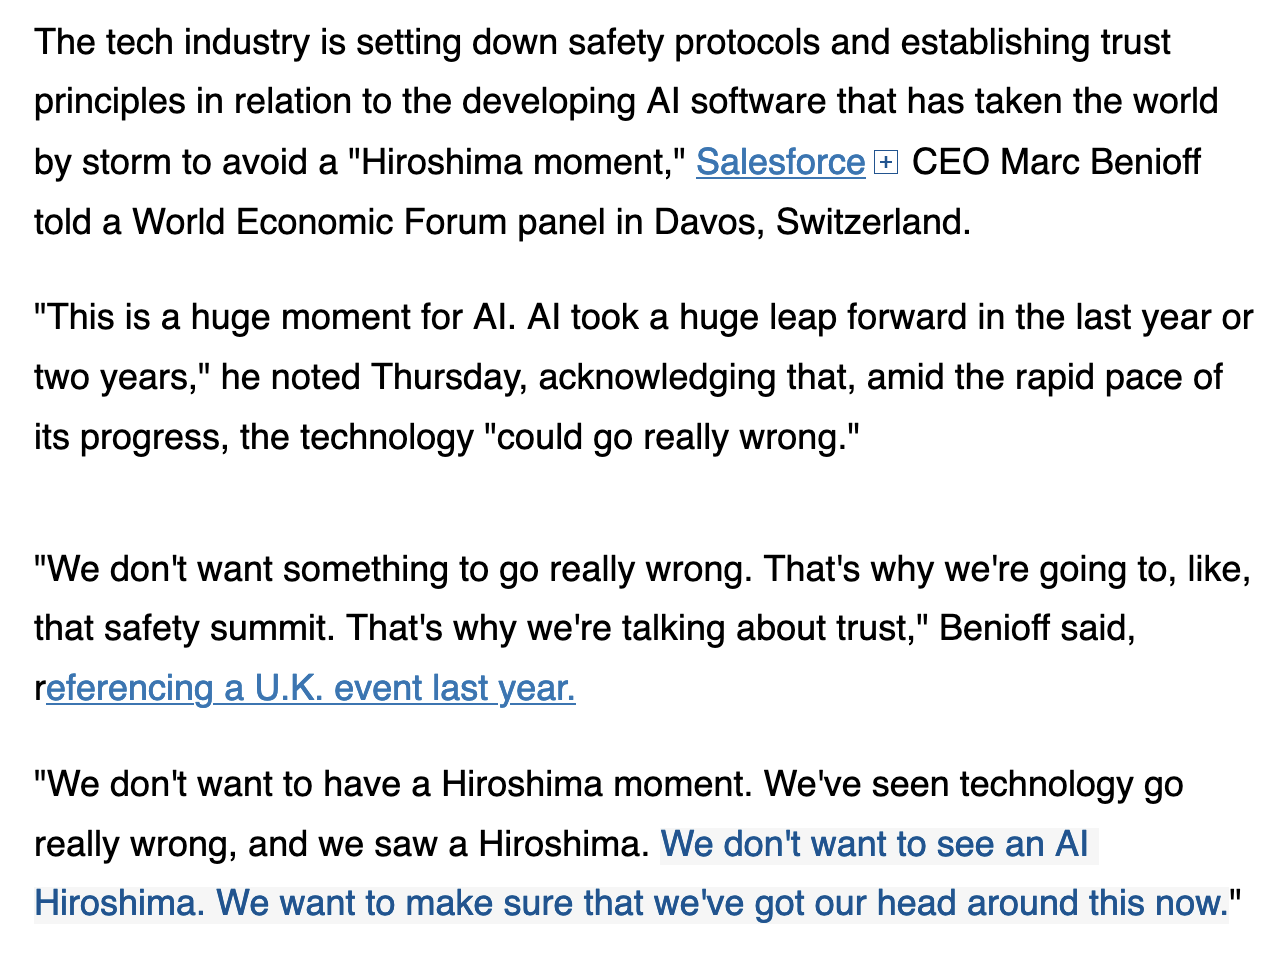 The tech industry is setting down safety protocols and establishing trust
principles in relation to the developing AI software that has taken the world
by storm to avoid a "Hiroshima moment," Salesforce + CEO Marc Benioff
told a World Economic Forum panel in Davos, Switzerland.
"This is a huge moment for AI. AI took a huge leap forward in the last year or
two years," he noted Thursday, acknowledging that, amid the rapid pace of
its progress, the technology "could go really wrong."
"We don't want something to go really wrong. That's why we're going to, like,
that safety summit. That's why we're talking about trust," Benioff said,
referencing a U.K. event last year.
"We don't want to have a Hiroshima moment. We've seen technology go
really wrong, and we saw a Hiroshima. We don't want to see an AI
Hiroshima. We want to make sure that we've got our head around this now."